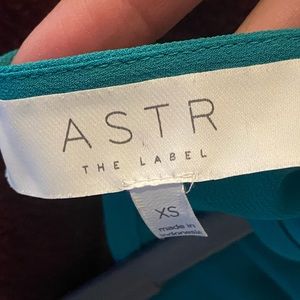 ASTR
THE LABEL
XS
made in
indonesia